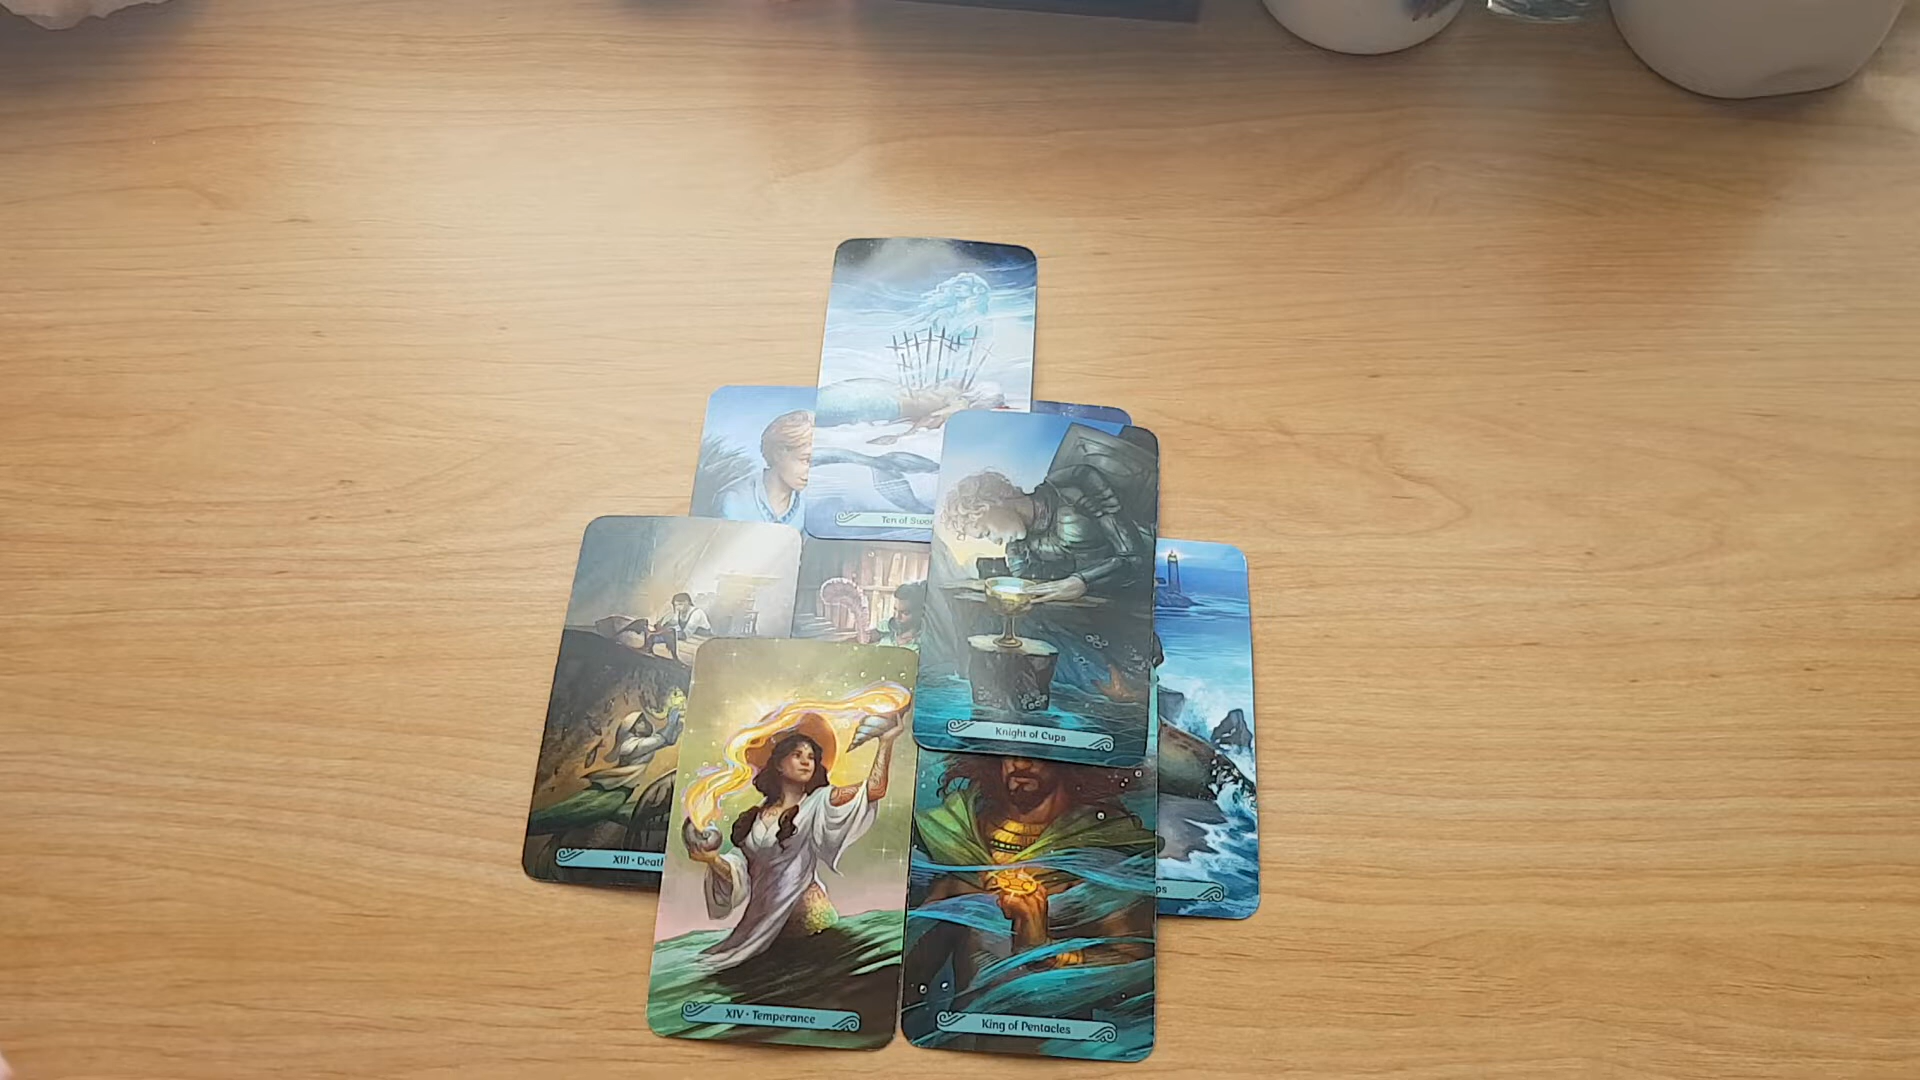 Ten of Swor
Knight of Cups
XIII • Death
ps
XIV • Temperance
King of Pentacles